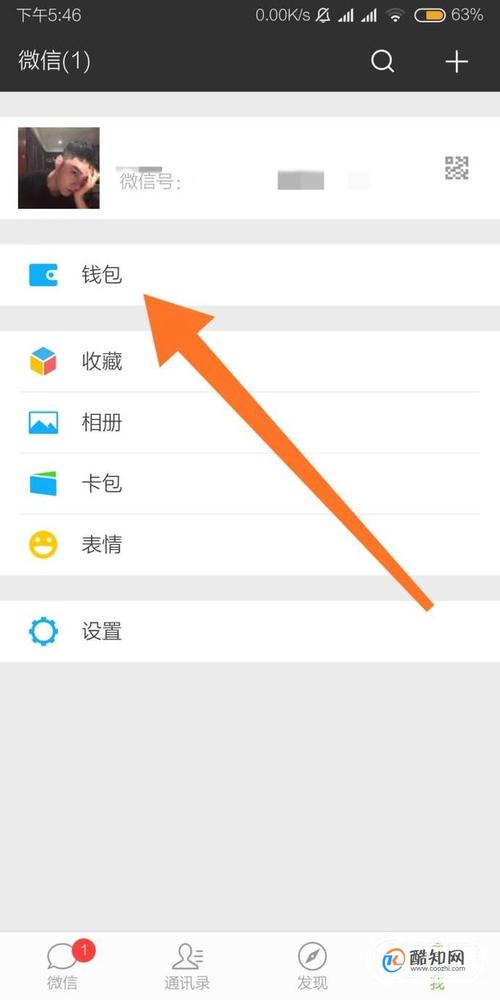 下午5:46 0.00K/s 63%
微信(1)
微信号:
钱包
收藏
相册
卡包
表情
设置
1
微信 通讯录 发现 我
酷知网
www.coozhi.com